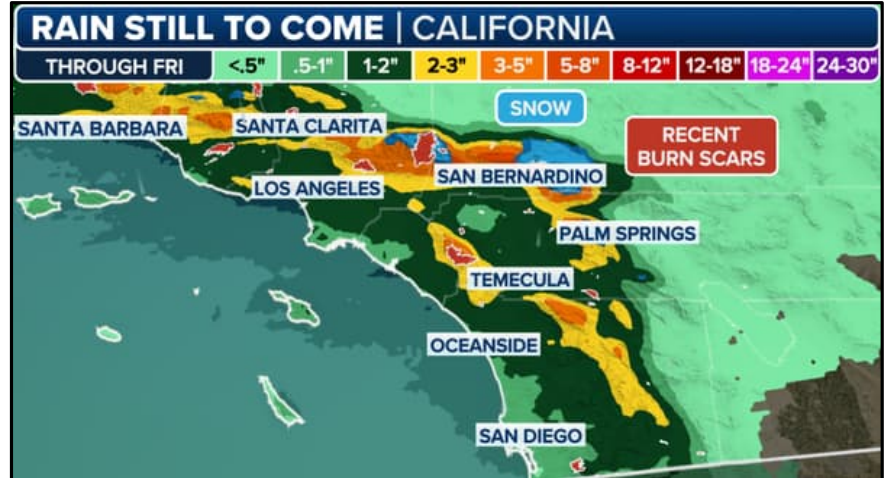 RAIN STILL TO COME | CALIFORNIA
THROUGH FRI <.5" .5-1" 1-2" 2-3" 3-5" 5-8" 8-12" 12-18" 18-24" 24-30"
SNOW
RECENT
BURN SCARS
SANTA BARBARA
SANTA CLARITA
LOS ANGELES
SAN BERNARDINO
PALM SPRINGS
TEMECULA
OCEANSIDE
SAN DIEGO